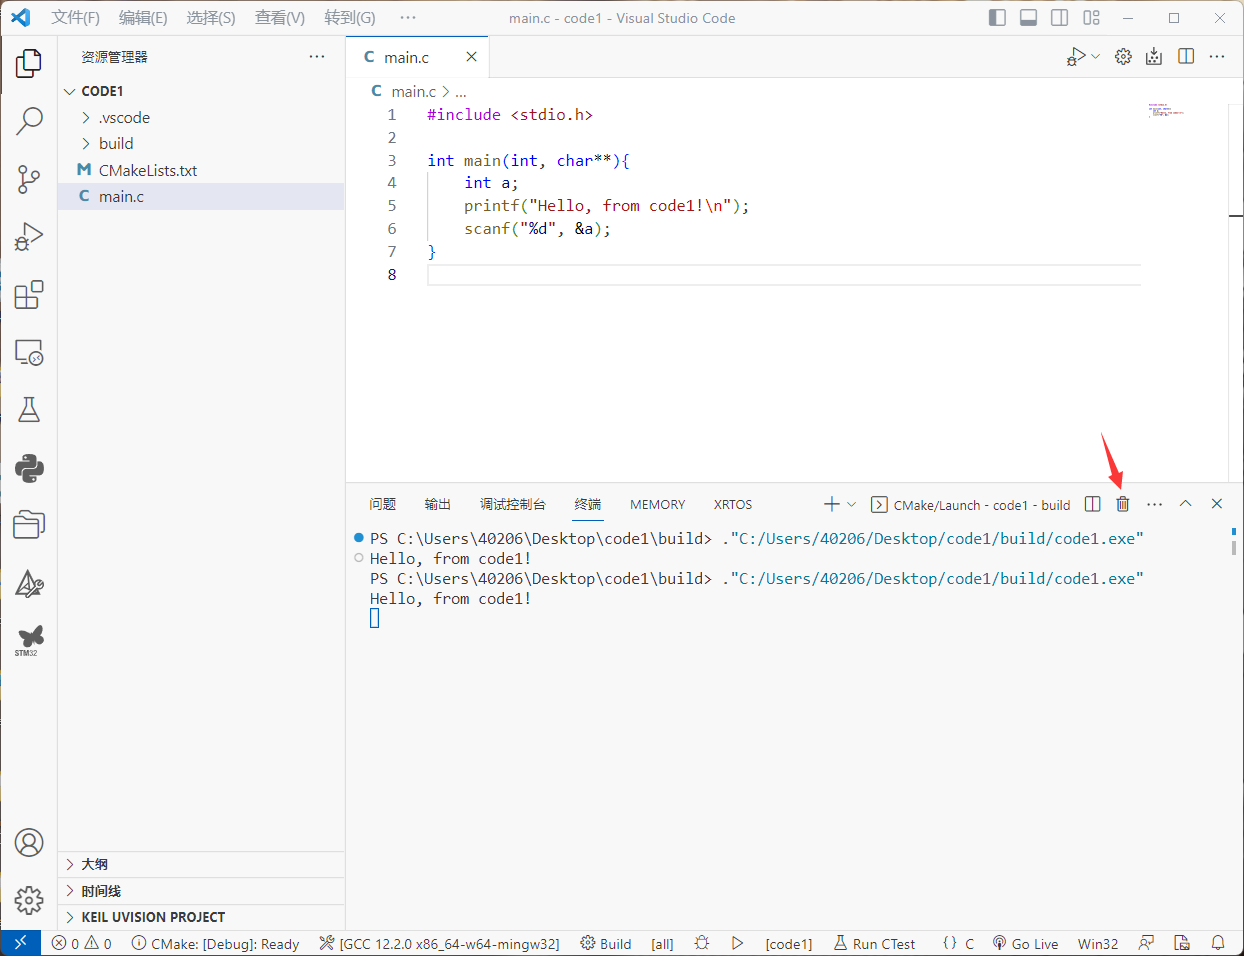 文件(F) 编辑(E) 选择(S) 查看(V) 转到(G) ··· main.c - code1 - Visual Studio Code
资源管理器 ···
CODE1
.vscode
build
M CMakeLists.txt
C main.c
STM32
大纲
时间线
KEIL UVISION PROJECT
C main.c
C main.c > ...
1 #include <stdio.h>
2
3 int main(int, char**){
4 int a;
5 printf("Hello, from code1!\n");
6 scanf("%d", &a);
7 }
8
问题 输出 调试控制台 终端 MEMORY XRTOS CMake/Launch - code1 - build
PS C:\Users\40206\Desktop\code1\build> ."C:/Users/40206/Desktop/code1/build/code1.exe"
Hello, from code1!
PS C:\Users\40206\Desktop\code1\build> ."C:/Users/40206/Desktop/code1/build/code1.exe"
Hello, from code1!
0 0 CMake: [Debug]: Ready [GCC 12.2.0 x86_64-w64-mingw32] Build [all] [code1] Run CTest {} C Go Live Win32